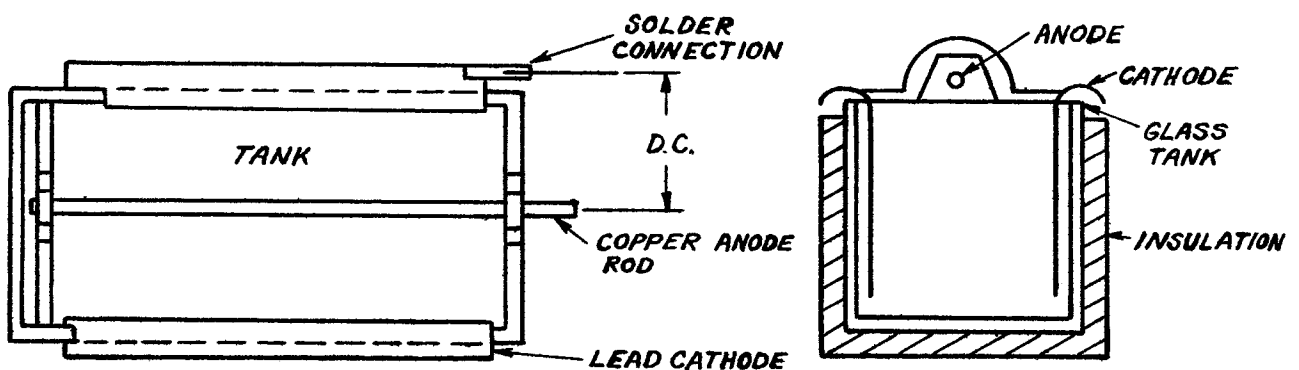 SOLDER
CONNECTION
TANK
D.C.
COPPER ANODE
ROD
LEAD CATHODE
ANODE
CATHODE
GLASS
TANK
INSULATION